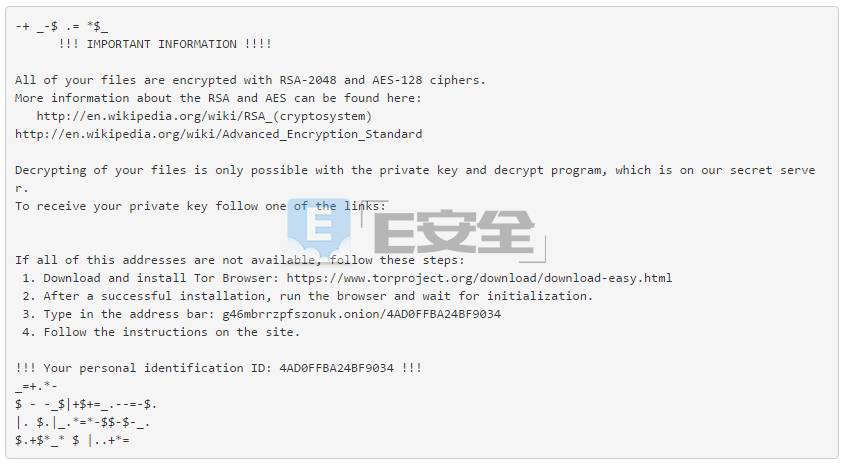 -+ _-$ .= *$_
!!! IMPORTANT INFORMATION !!!!
All of your files are encrypted with RSA-2048 and AES-128 ciphers.
More information about the RSA and AES can be found here:
http://en.wikipedia.org/wiki/RSA_(cryptosystem)
http://en.wikipedia.org/wiki/Advanced_Encryption_Standard
Decrypting of your files is only possible with the private key and decrypt program, which is on our secret serve
r.
To receive your private key follow one of the links:
E E安全
If all of this addresses are not available, follow these steps:
1. Download and install Tor Browser: https://www.torproject.org/download/download-easy.html
2. After a successful installation, run the browser and wait for initialization.
3. Type in the address bar: g46mbrrzpfszonuk.onion/4AD0FFBA24BF9034
4. Follow the instructions on the site.
!!! Your personal identification ID: 4AD0FFBA24BF9034 !!!
_=+.*-
$ - -_$|+$+=_.--=-$.
|. $.|_.*=*-$$-$-_.
$.+$*_* $ |..+*=